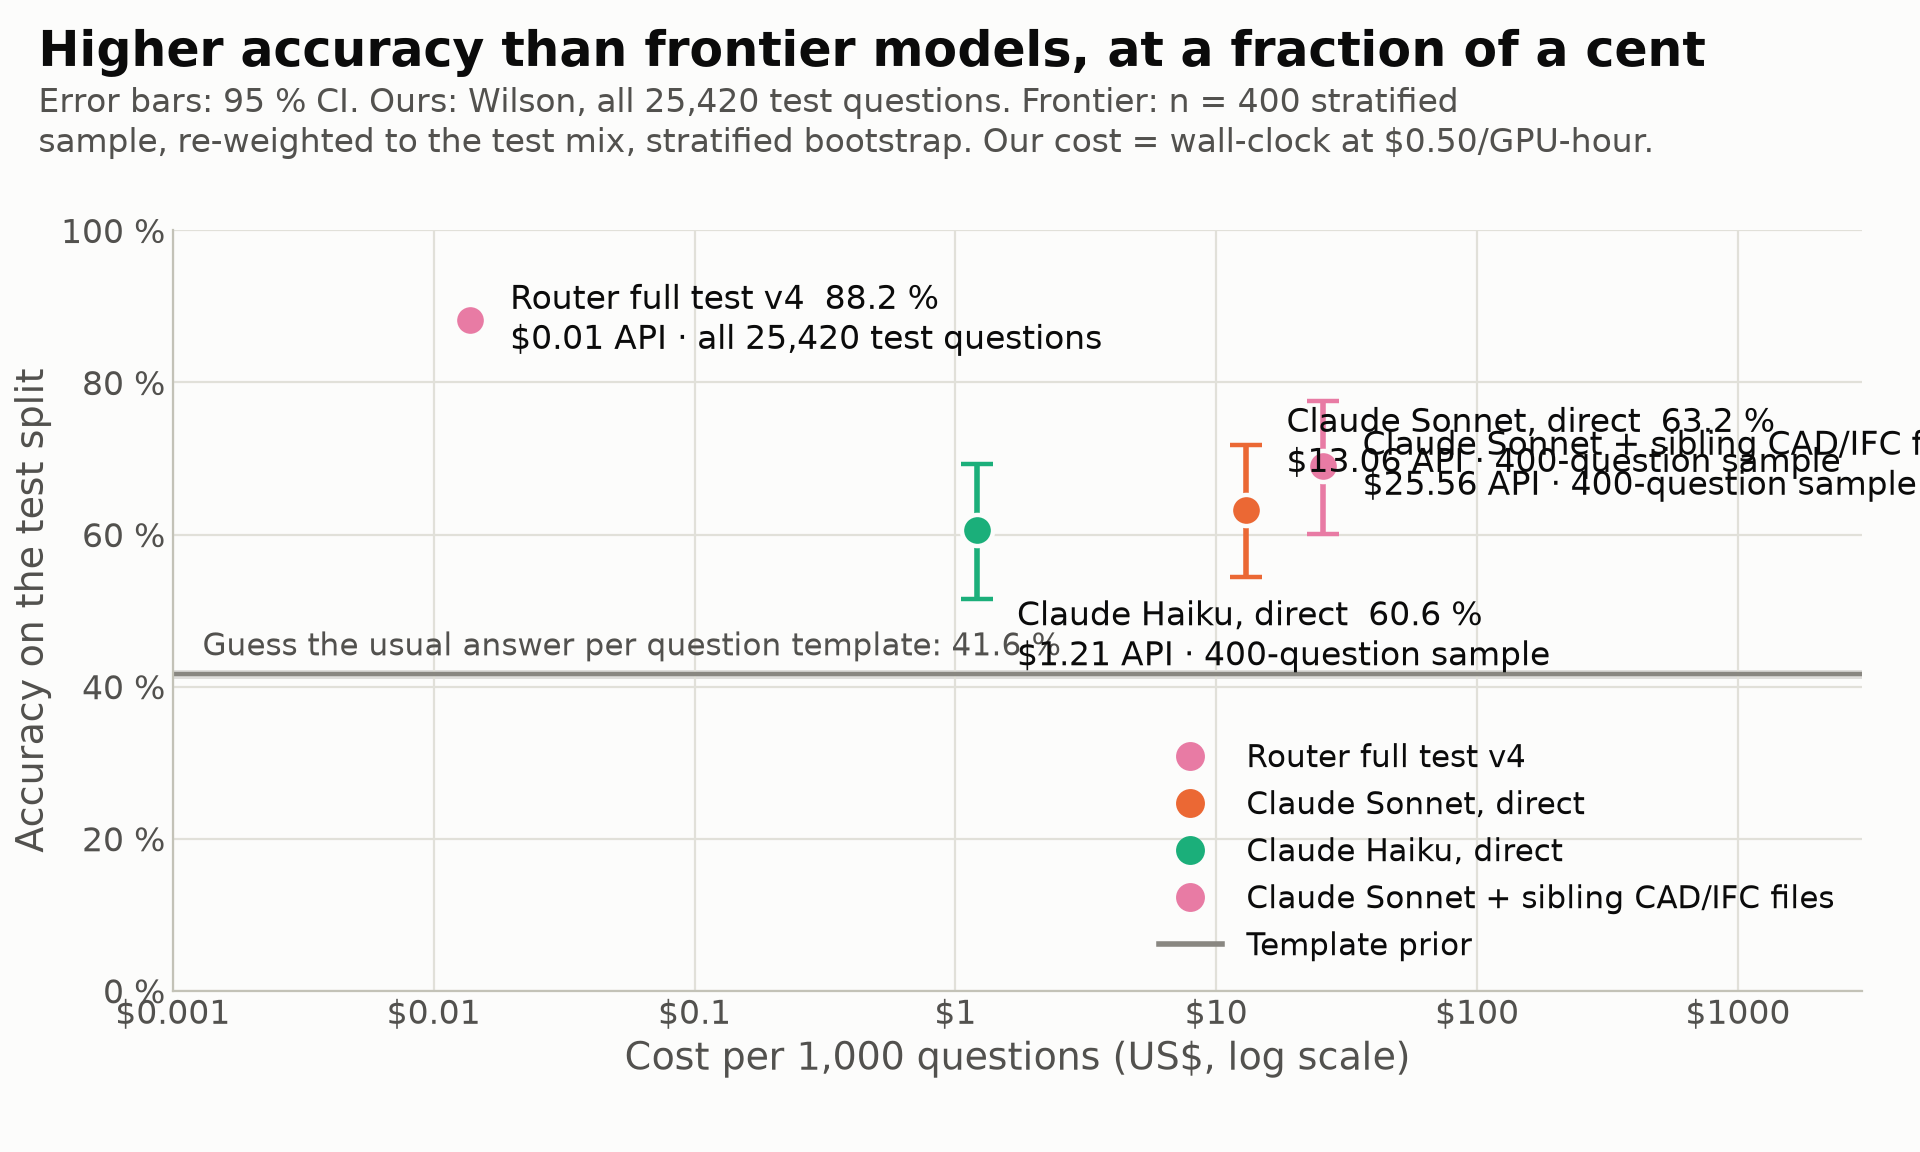 Higher accuracy than frontier models, at a fraction of a cent
Error bars: 95 % CI. Ours: Wilson, all 25,420 test questions. Frontier: n = 400 stratified
sample, re-weighted to the test mix, stratified bootstrap. Our cost = wall-clock at $0.50/GPU-hour.
Accuracy on the test split
100 %
80 %
60 %
40 %
20 %
0 %
Router full test v4 88.2 %
$0.01 API · all 25,420 test questions
Claude Sonnet, direct 63.2 %
$13.06 API · 400-question sample
Claude Sonnet + sibling CAD/IFC f
$25.56 API · 400-question sample
Claude Haiku, direct 60.6 %
$1.21 API · 400-question sample
Guess the usual answer per question template: 41.6 %
Router full test v4
Claude Sonnet, direct
Claude Haiku, direct
Claude Sonnet + sibling CAD/IFC files
Template prior
$0.001
$0.01
$0.1
$1
$10
$100
$1000
Cost per 1,000 questions (US$, log scale)